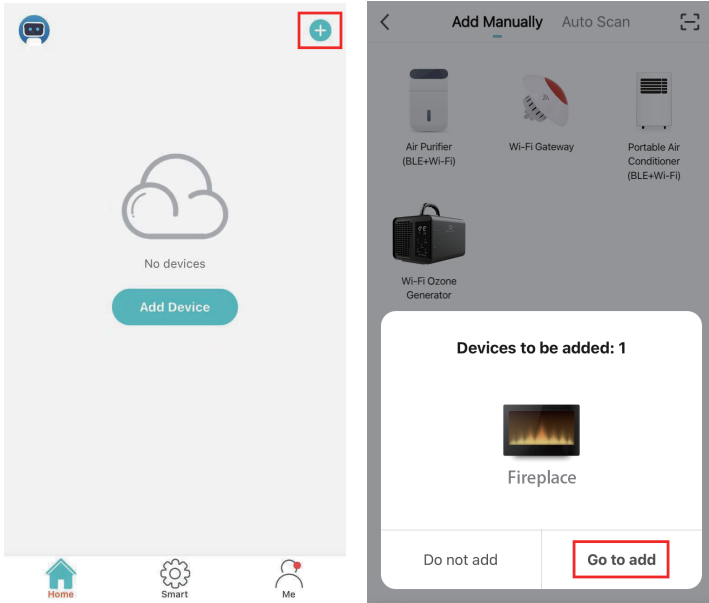 No devices
Add Device
Home
Smart
Me
Add Manually
Auto Scan
Air Purifier
(BLE+Wi-Fi)
Wi-Fi Gateway
Portable Air
Conditioner
(BLE+Wi-Fi)
Wi-Fi Ozone
Generator
Devices to be added: 1
Fireplace
Do not add
Go to add